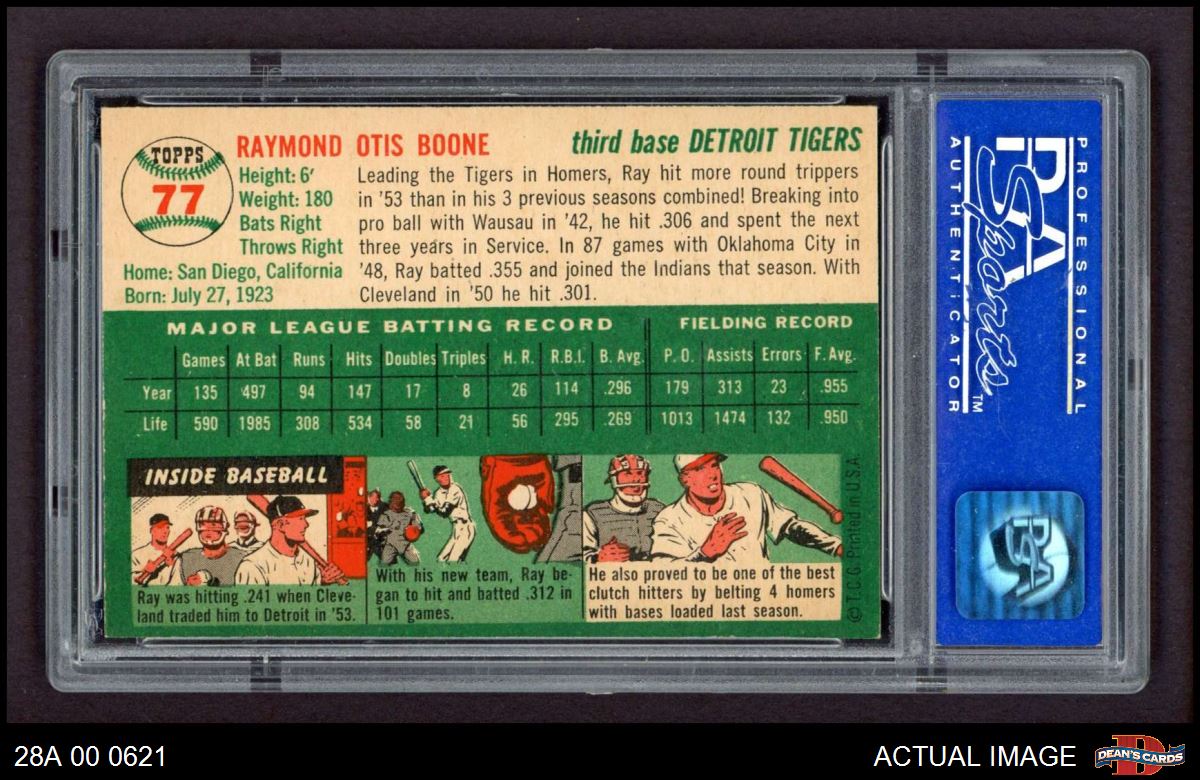 TOPPS
77
RAYMOND OTIS BOONE
third base DETROIT TIGERS
Height: 6'
Weight: 180
Bats Right
Throws Right
Home: San Diego, California
Born: July 27, 1923
Leading the Tigers in Homers, Ray hit more round trippers
in '53 than in his 3 previous seasons combined! Breaking into
pro ball with Wausau in '42, he hit .306 and spent the next
three years in Service. In 87 games with Oklahoma City in
'48, Ray batted .355 and joined the Indians that season. With
Cleveland in '50 he hit .301.
MAJOR LEAGUE BATTING RECORD FIELDING RECORD
Games At Bat Runs Hits Doubles Triples H. R. R.B.I. B. Avg. P. O. Assists Errors F. Avg.
Year 135 497 94 147 17 8 26 114 .296 179 313 23 .955
Life 590 1985 308 534 58 21 56 295 .269 1013 1474 132 .950
INSIDE BASEBALL
Ray was hitting .241 when Cleve-
land traded him to Detroit in '53.
With his new team, Ray be-
gan to hit and batted .312 in
101 games.
He also proved to be one of the best
clutch hitters by belting 4 homers
with bases loaded last season.
© T.C.G. Printed in U.S.A.
PROFESSIONAL
PSA
Sports
TM
AUTHENTICATOR
PSA
28A 00 0621
ACTUAL IMAGE
D
DEAN'S CARDS